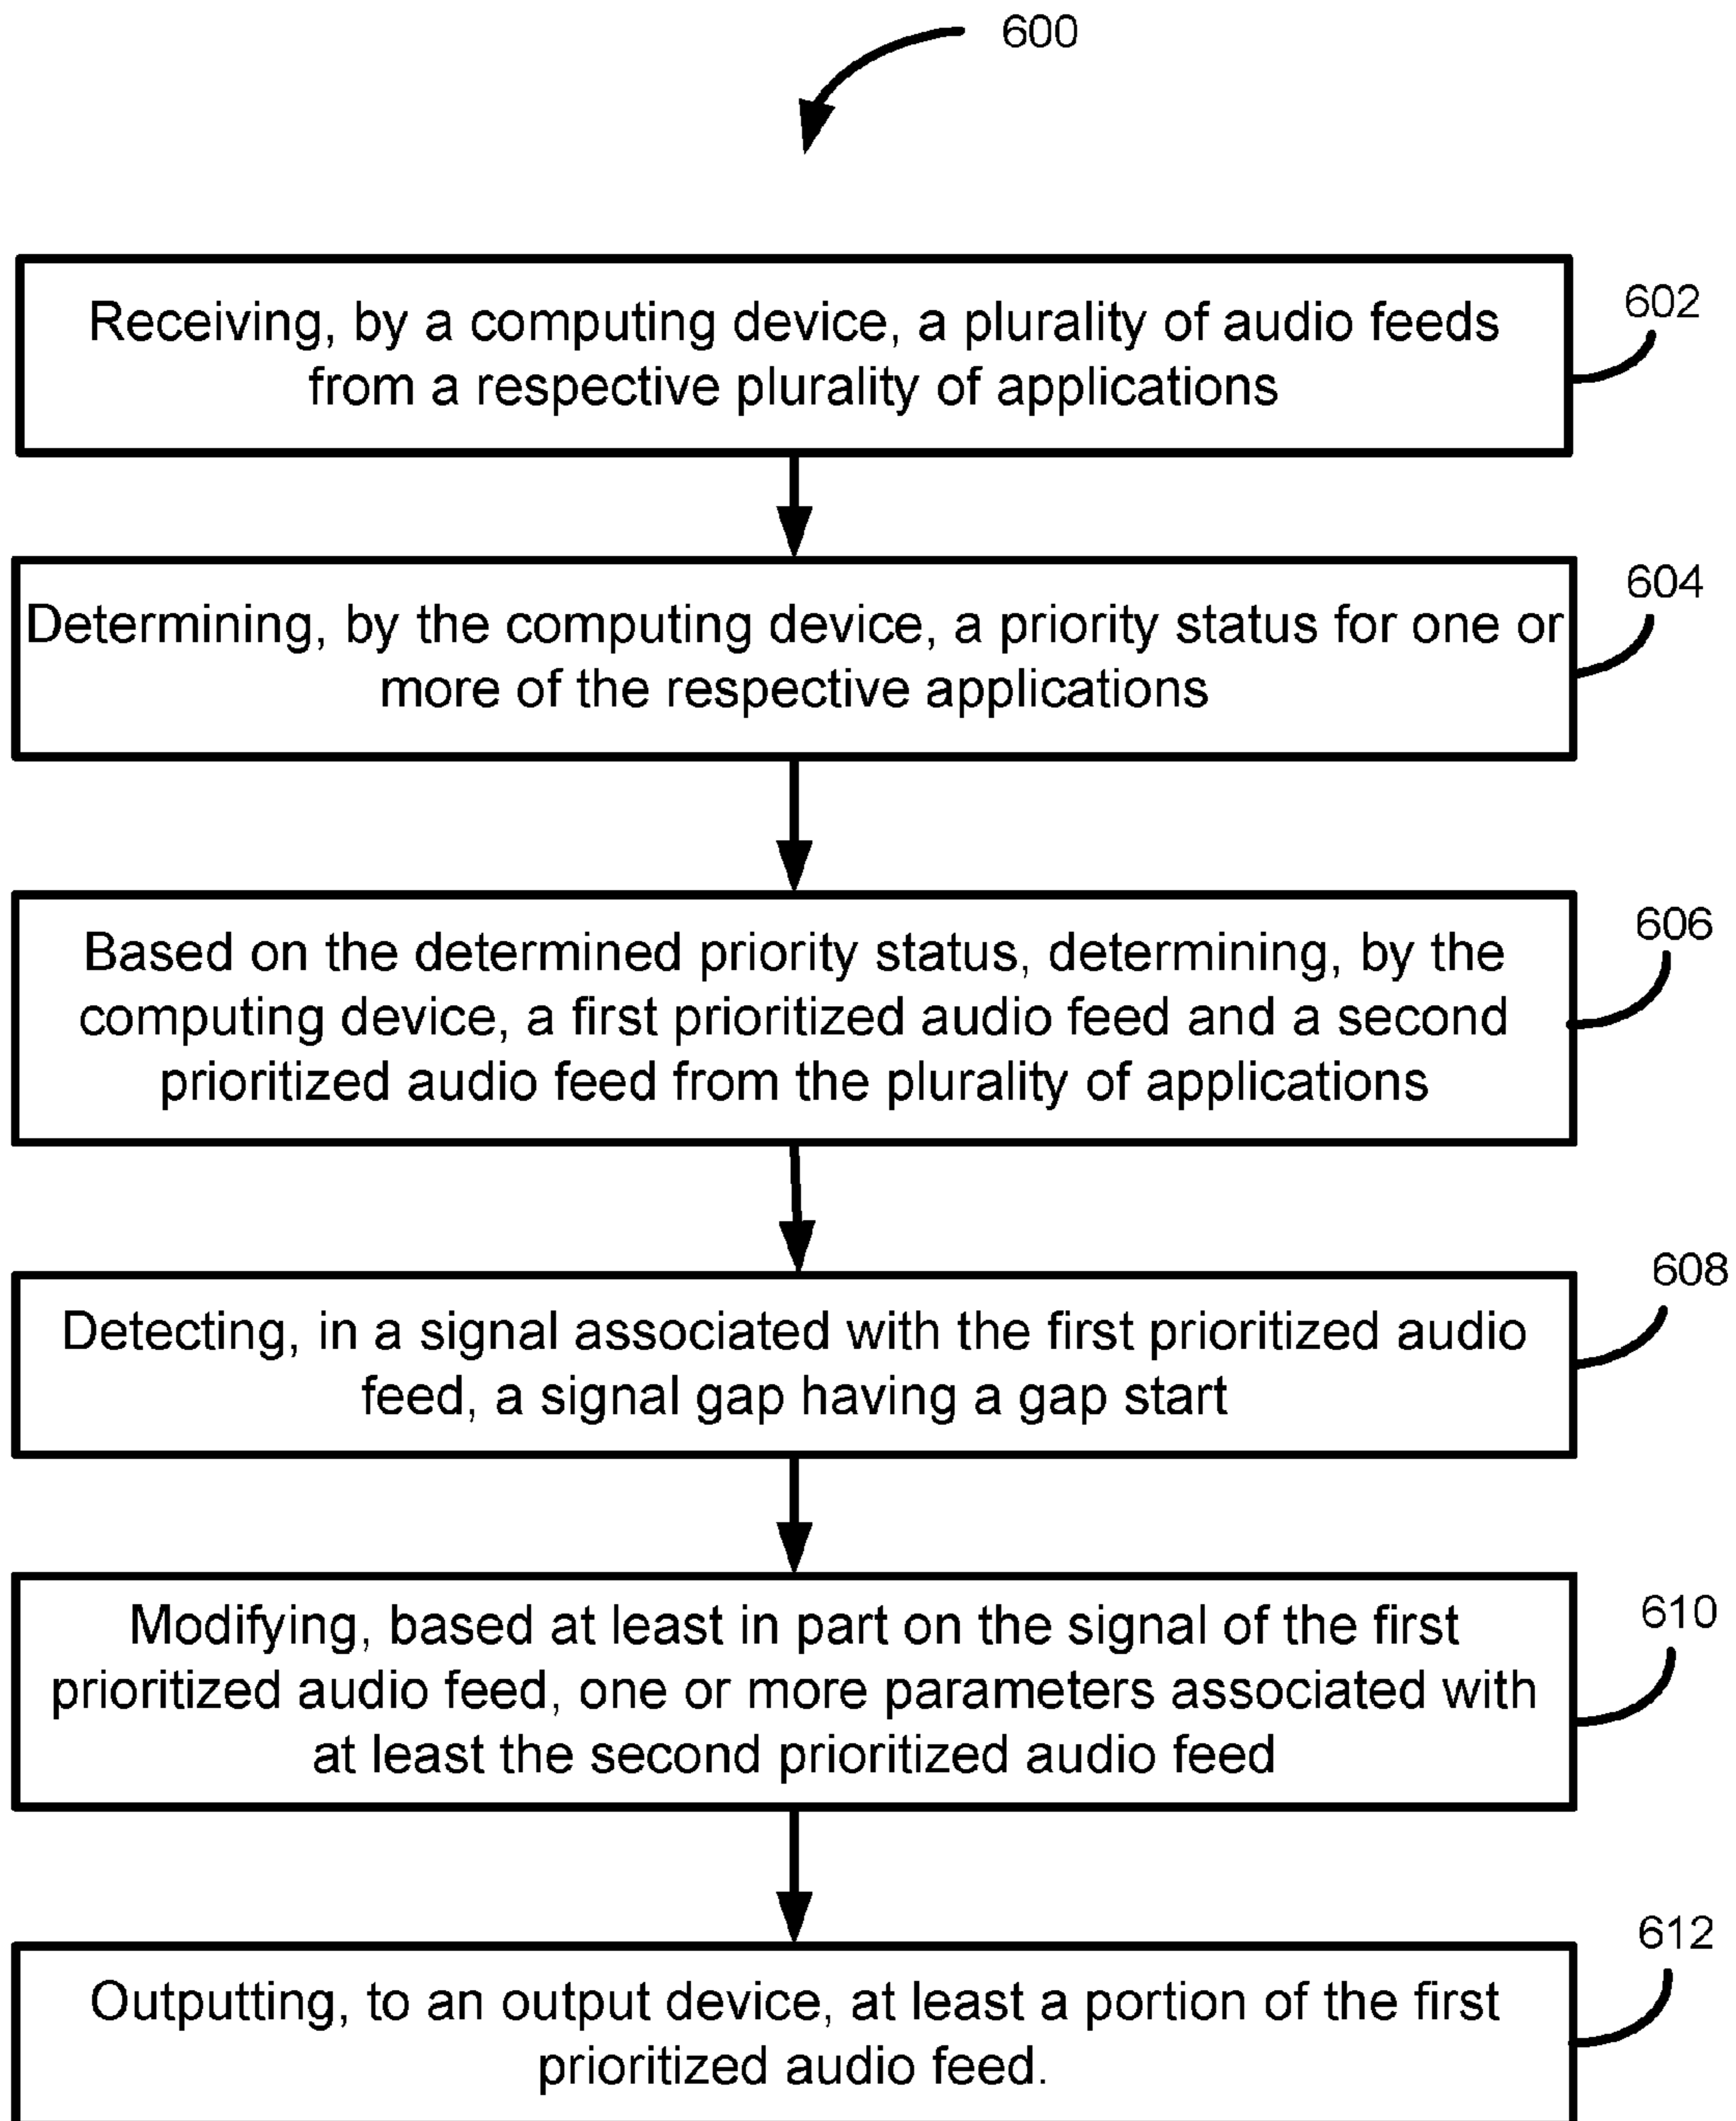 600
Receiving, by a computing device, a plurality of audio feeds
from a respective plurality of applications
602
Determining, by the computing device, a priority status for one or
more of the respective applications
604
Based on the determined priority status, determining, by the
computing device, a first prioritized audio feed and a second
prioritized audio feed from the plurality of applications
606
Detecting, in a signal associated with the first prioritized audio
feed, a signal gap having a gap start
608
Modifying, based at least in part on the signal of the first
prioritized audio feed, one or more parameters associated with
at least the second prioritized audio feed
610
Outputting, to an output device, at least a portion of the first
prioritized audio feed.
612